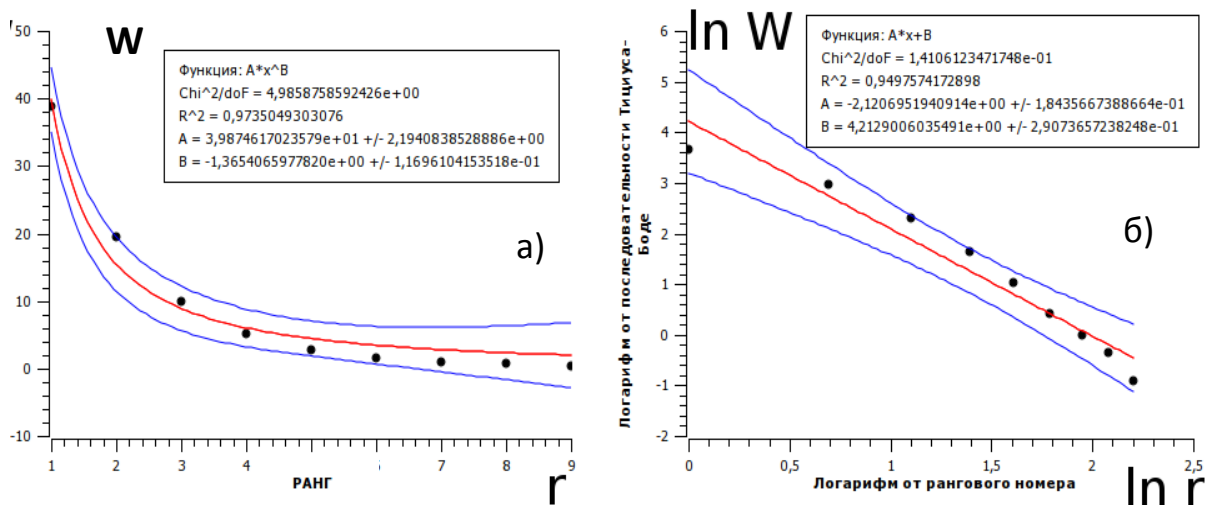 w
50
40
30
20
10
0
-10
Функция: A*x^B
Chi^2/doF = 4,9858758592426e+00
R^2 = 0,9735049303076
A = 3,9874617023579e+01 +/- 2,1940838528886e+00
B = -1,3654065977820e+00 +/- 1,1696104153518e-01
а)
1 2 3 4 5 6 7 8 9
РАНГ
r
ln W
Логарифм от последовательности Тициуса-
Боде
6
5
4
3
2
1
0
-1
-2
Функция: A*x+B
Chi^2/doF = 1,4106123471748e-01
R^2 = 0,9497574172898
A = -2,1206951940914e+00 +/- 1,8435667388664e-01
B = 4,2129006035491e+00 +/- 2,9073657238248e-01
б)
0 0,5 1 1,5 2 2,5
Логарифм от рангового номера
ln r